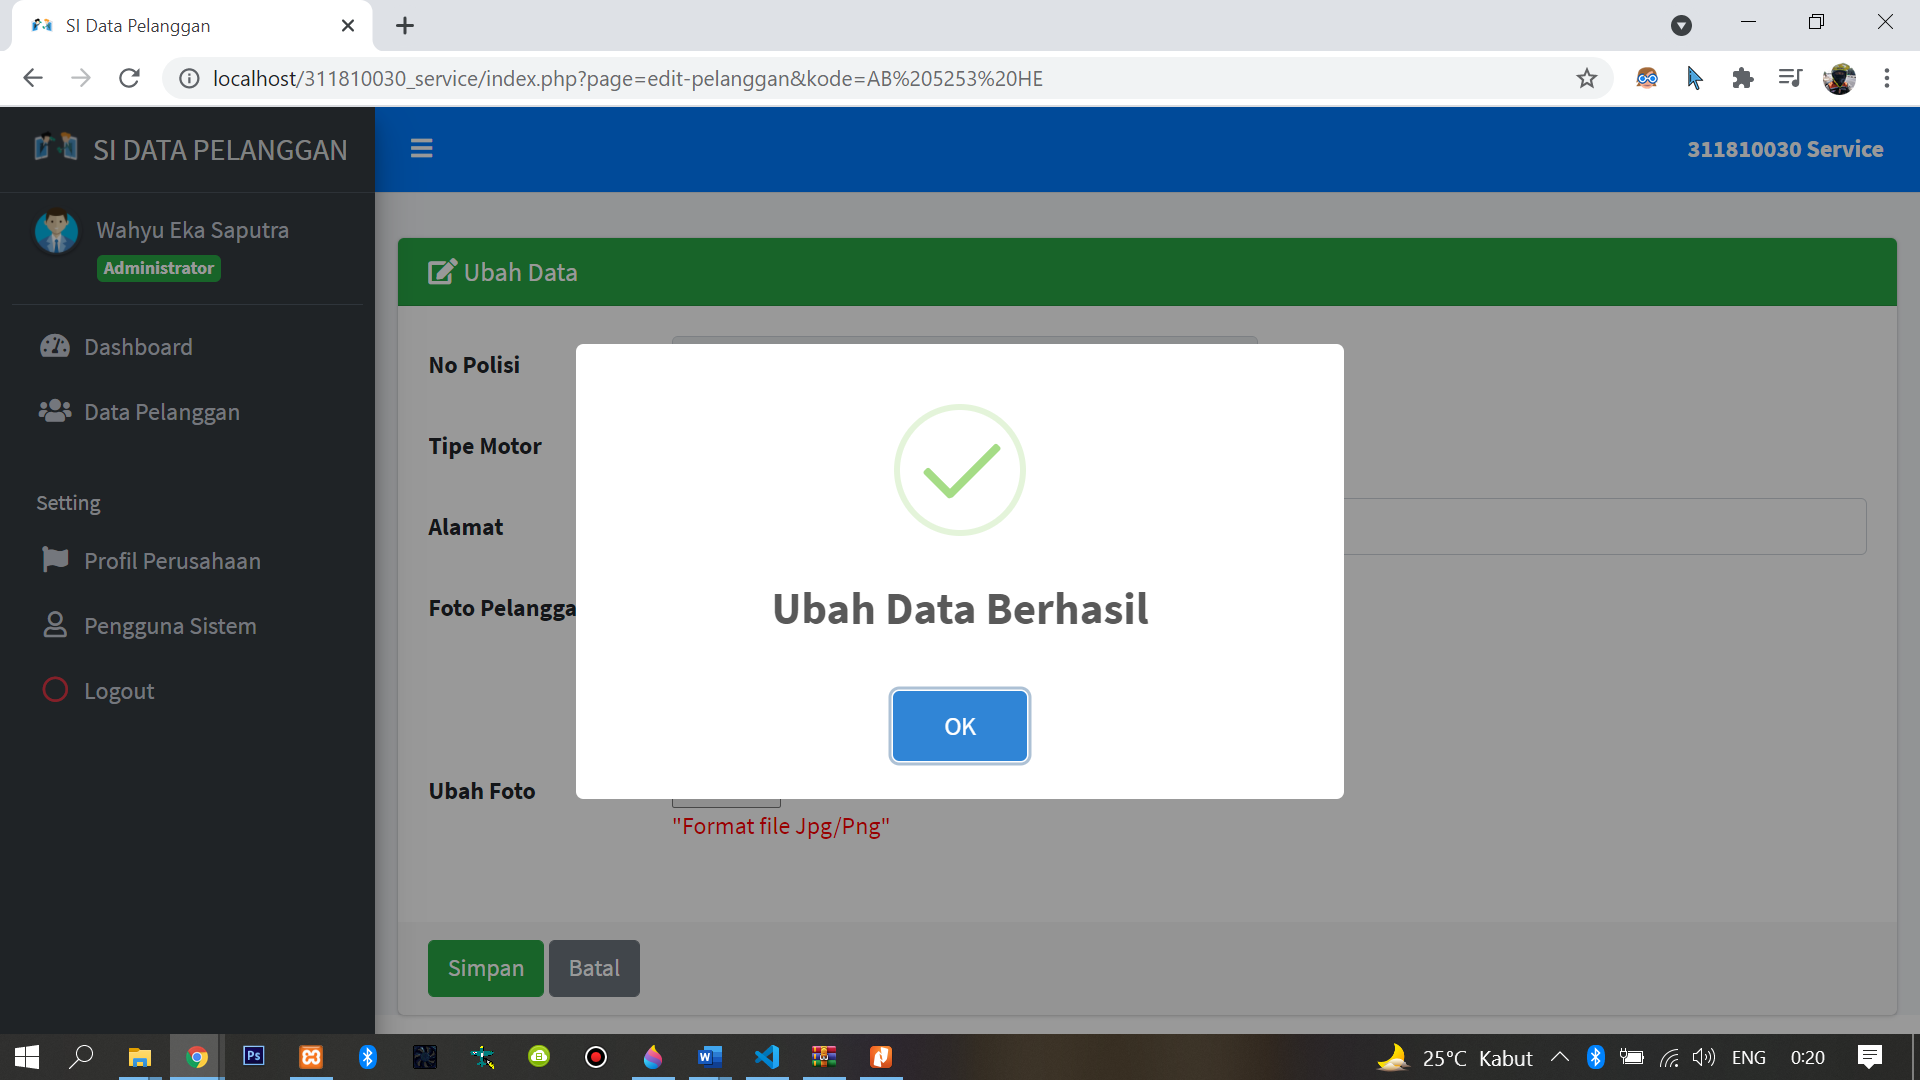 SI Data Pelanggan
localhost/311810030_service/index.php?page=edit-pelanggan&kode=AB%205253%20HE
SI DATA PELANGGAN
311810030 Service
Wahyu Eka Saputra
Administrator
Dashboard
Data Pelanggan
Setting
Profil Perusahaan
Pengguna Sistem
Logout
Ubah Data
No Polisi
Tipe Motor
Alamat
Foto Pelangga
Ubah Foto
"Format file Jpg/Png"
Simpan
Batal
Ubah Data Berhasil
OK
Ps
W
25°C Kabut
ENG
0:20